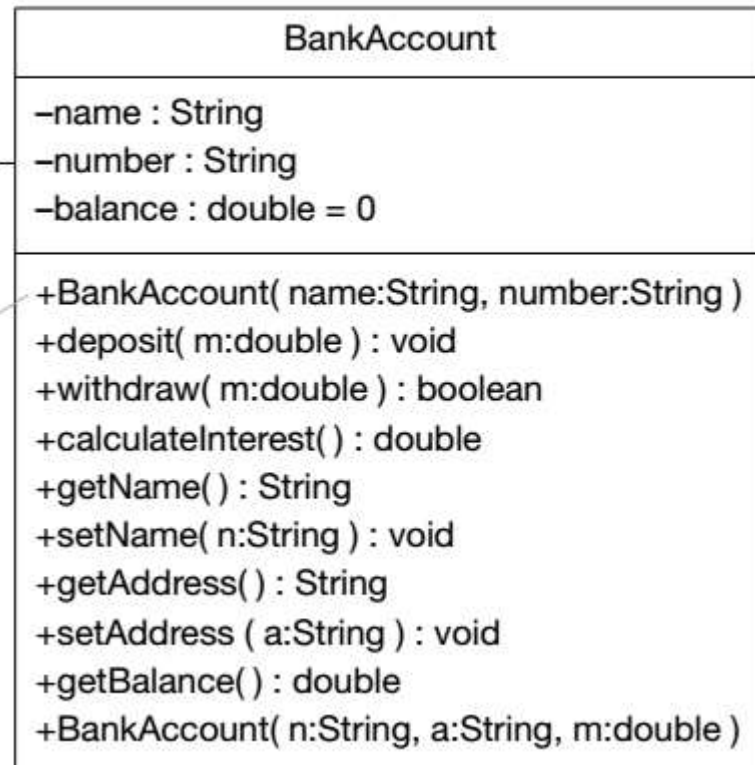 BankAccount
–name : String
–number : String
–balance : double = 0
+BankAccount( name:String, number:String )
+deposit( m:double ) : void
+withdraw( m:double ) : boolean
+calculateInterest( ) : double
+getName( ) : String
+setName( n:String ) : void
+getAddress( ) : String
+setAddress ( a:String ) : void
+getBalance( ) : double
+BankAccount( n:String, a:String, m:double )